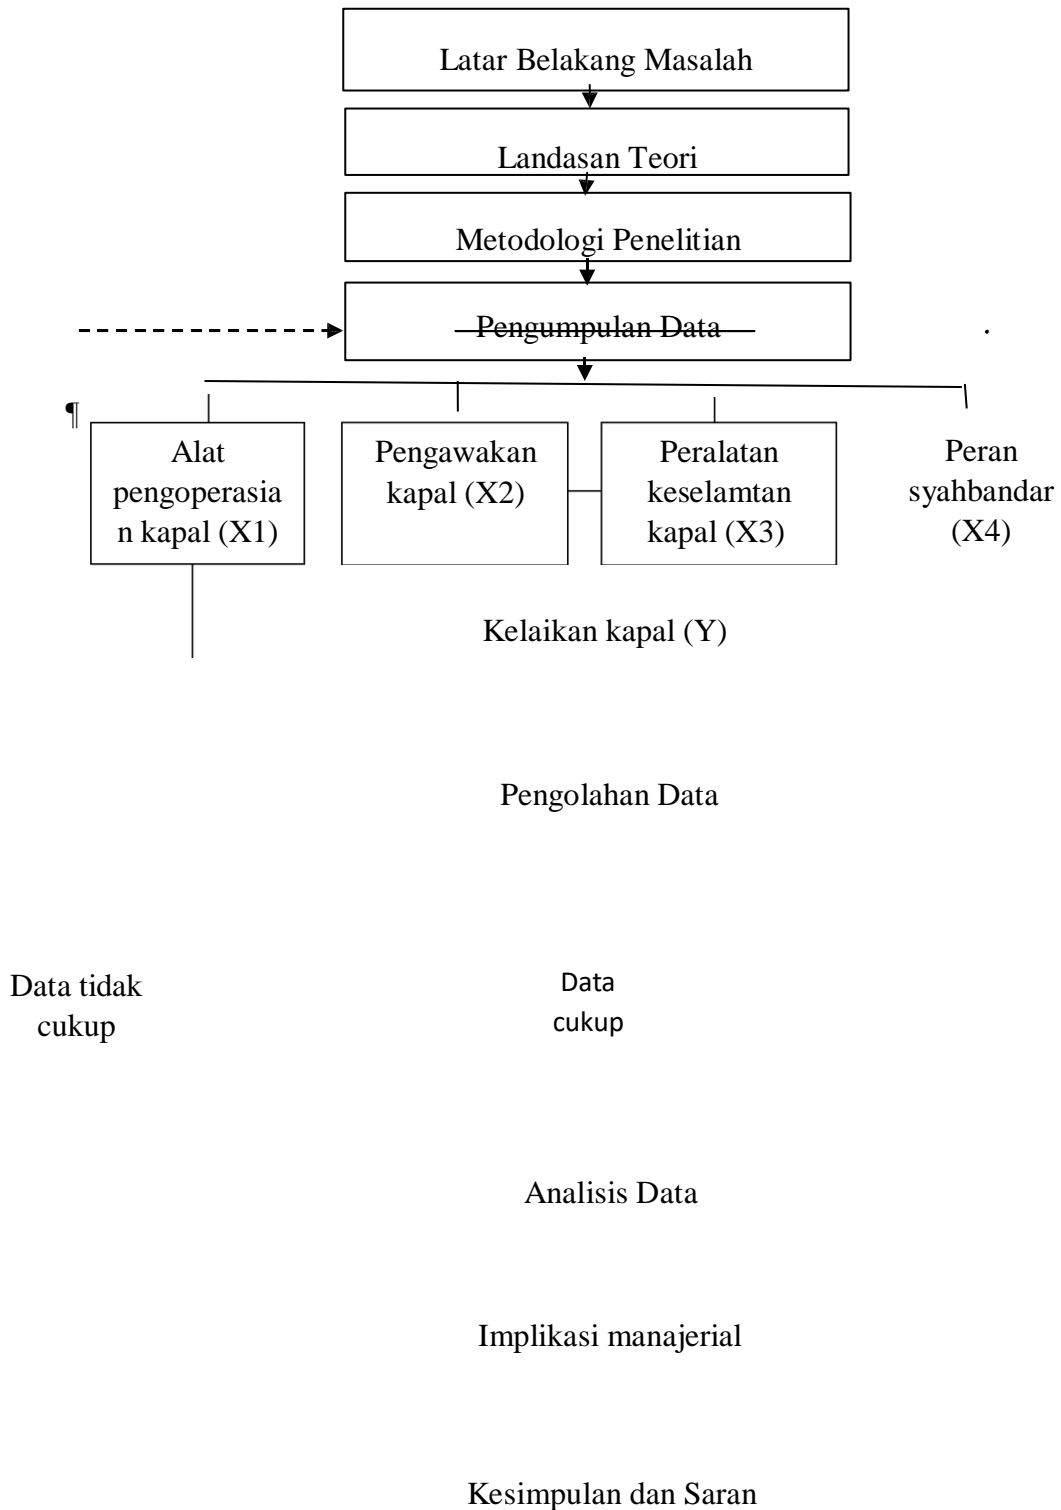 Latar Belakang Masalah
Landasan Teori
Metodologi Penelitian
Pengumpulan Data
.
¶
Alat
pengoperasia
n kapal (X1)
Pengawakan
kapal (X2)
Peralatan
keselamtan
kapal (X3)
Peran
syahbandar
(X4)
Kelaikan kapal (Y)
Pengolahan Data
Data tidak
cukup
Data
cukup
Analisis Data
Implikasi manajerial
Kesimpulan dan Saran